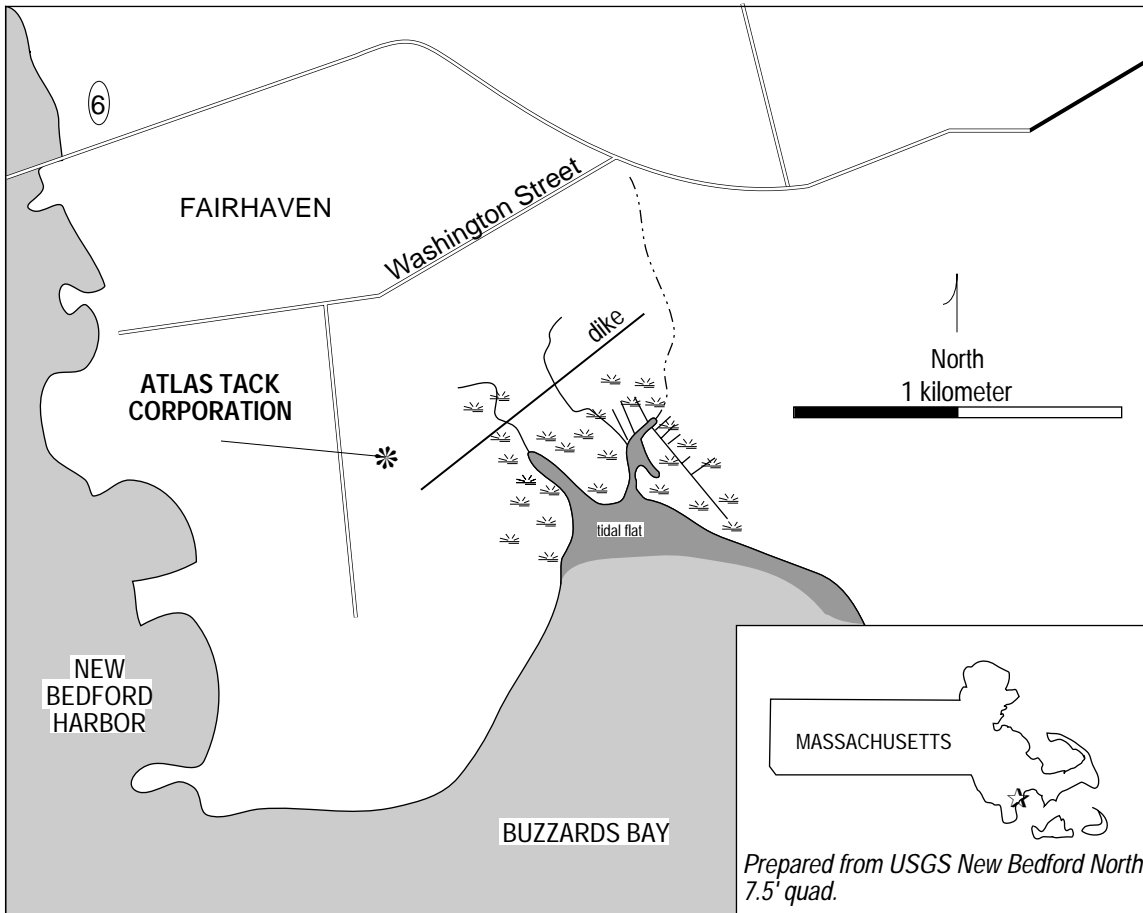 6
FAIRHAVEN
Washington Street
dike
ATLAS TACK
CORPORATION
North
1 kilometer
tidal flat
NEW
BEDFORD
HARBOR
BUZZARDS BAY
MASSACHUSETTS
Prepared from USGS New Bedford North
7.5' quad.